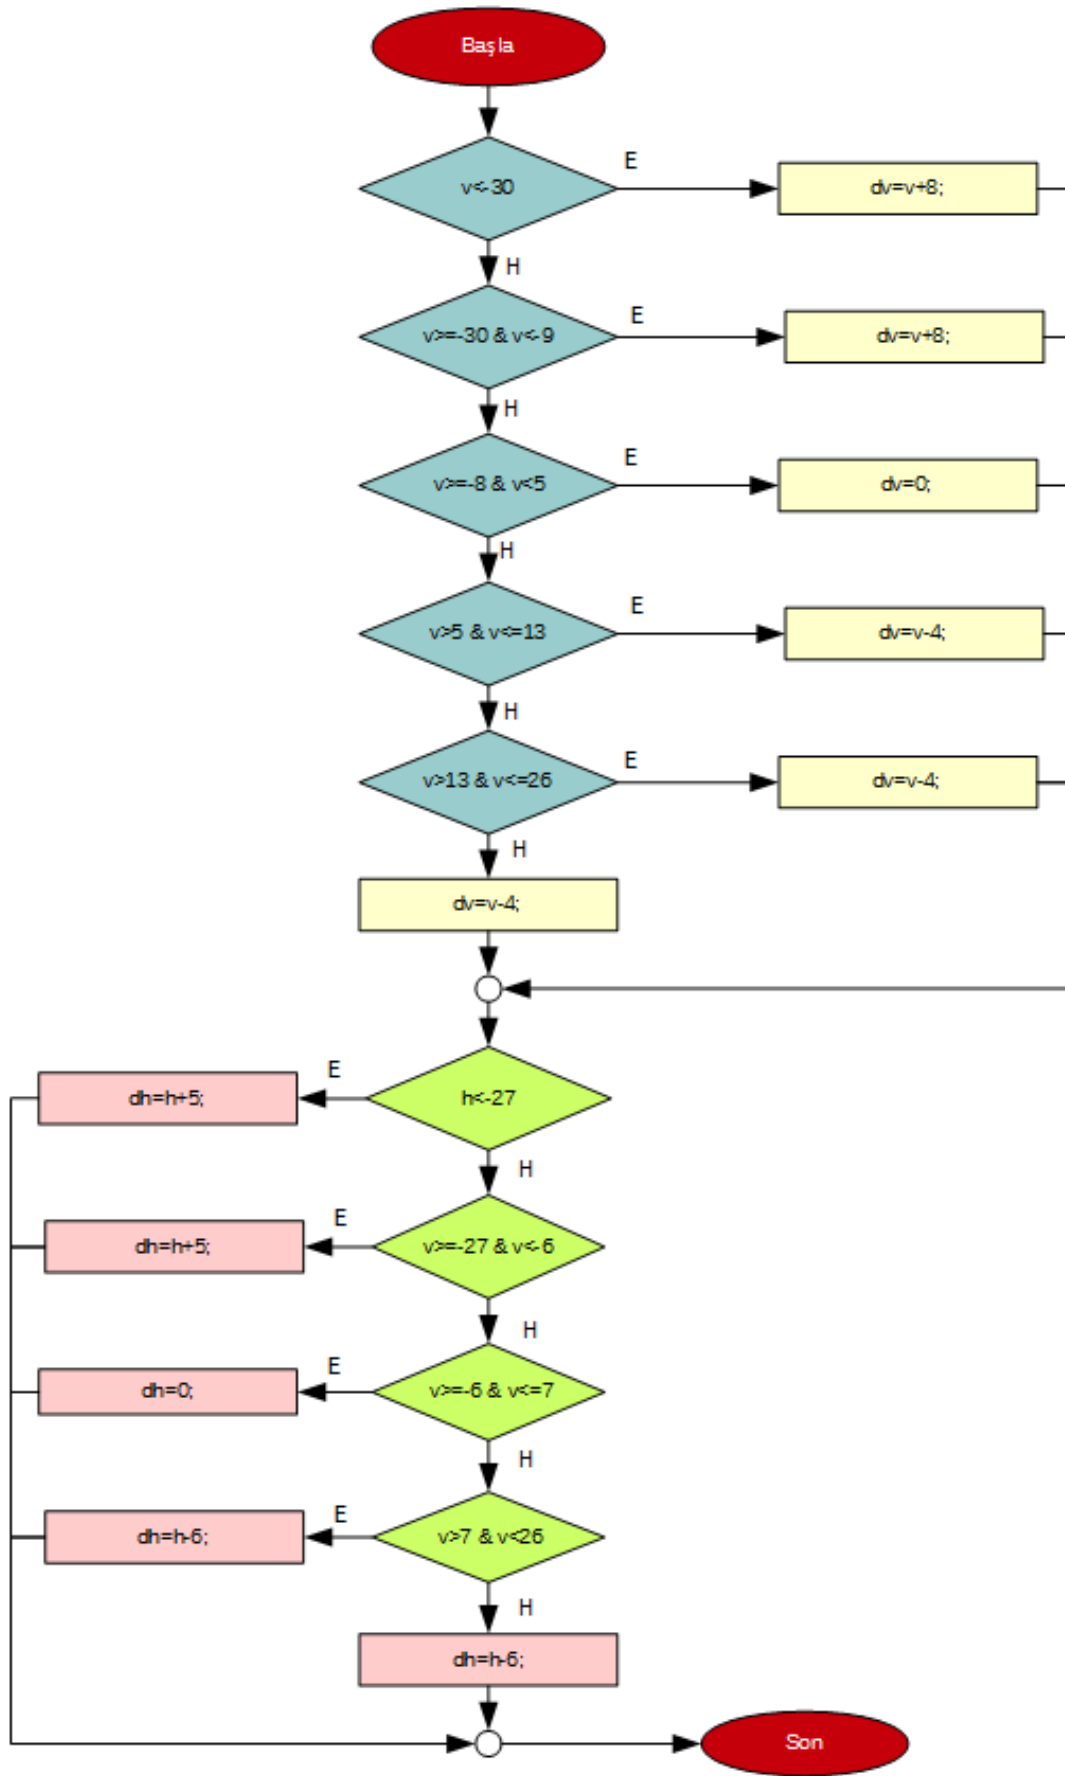 Başla
v<-30
E
dv=v+8;
H
v>=-30 & v<-9
E
dv=v+8;
H
v>=-8 & v<5
E
dv=0;
H
v>5 & v<=13
E
dv=v-4;
H
v>13 & v<=26
E
dv=v-4;
H
dv=v-4;
h<-27
E
dh=h+5;
H
v>=-27 & v<-6
E
dh=h+5;
H
v>=-6 & v<=7
E
dh=0;
H
v>7 & v<26
E
dh=h-6;
H
dh=h-6;
Son